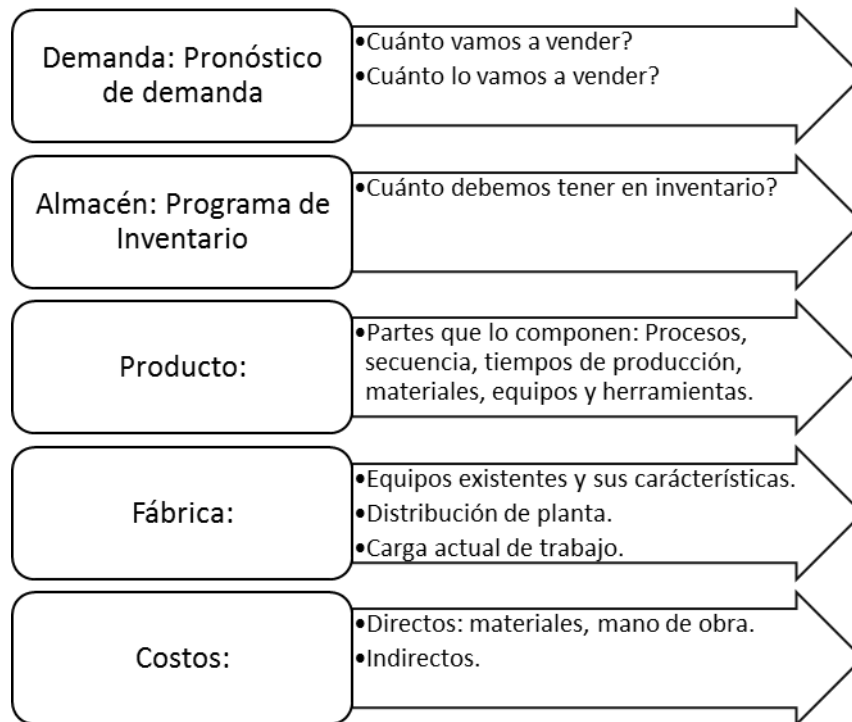 Demanda: Pronóstico
de demanda
•Cuánto vamos a vender?
•Cuánto lo vamos a vender?
Almacén: Programa de
Inventario
•Cuánto debemos tener en inventario?
Producto:
•Partes que lo componen: Procesos,
secuencia, tiempos de producción,
materiales, equipos y herramientas.
Fábrica:
•Equipos existentes y sus carácterísticas.
•Distribución de planta.
•Carga actual de trabajo.
Costos:
•Directos: materiales, mano de obra.
•Indirectos.